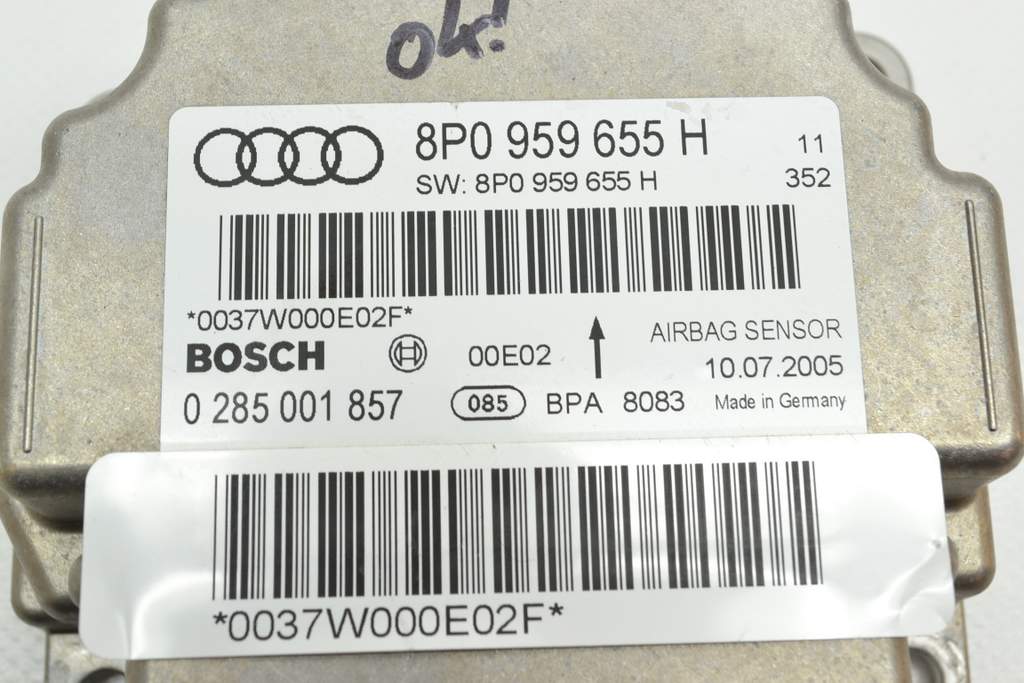 04!
8P0 959 655 H 11
SW: 8P0 959 655 H 352
*0037W000E02F*
AIRBAG SENSOR
BOSCH 00E02 10.07.2005
0 285 001 857 085 BPA 8083 Made in Germany
*0037W000E02F*